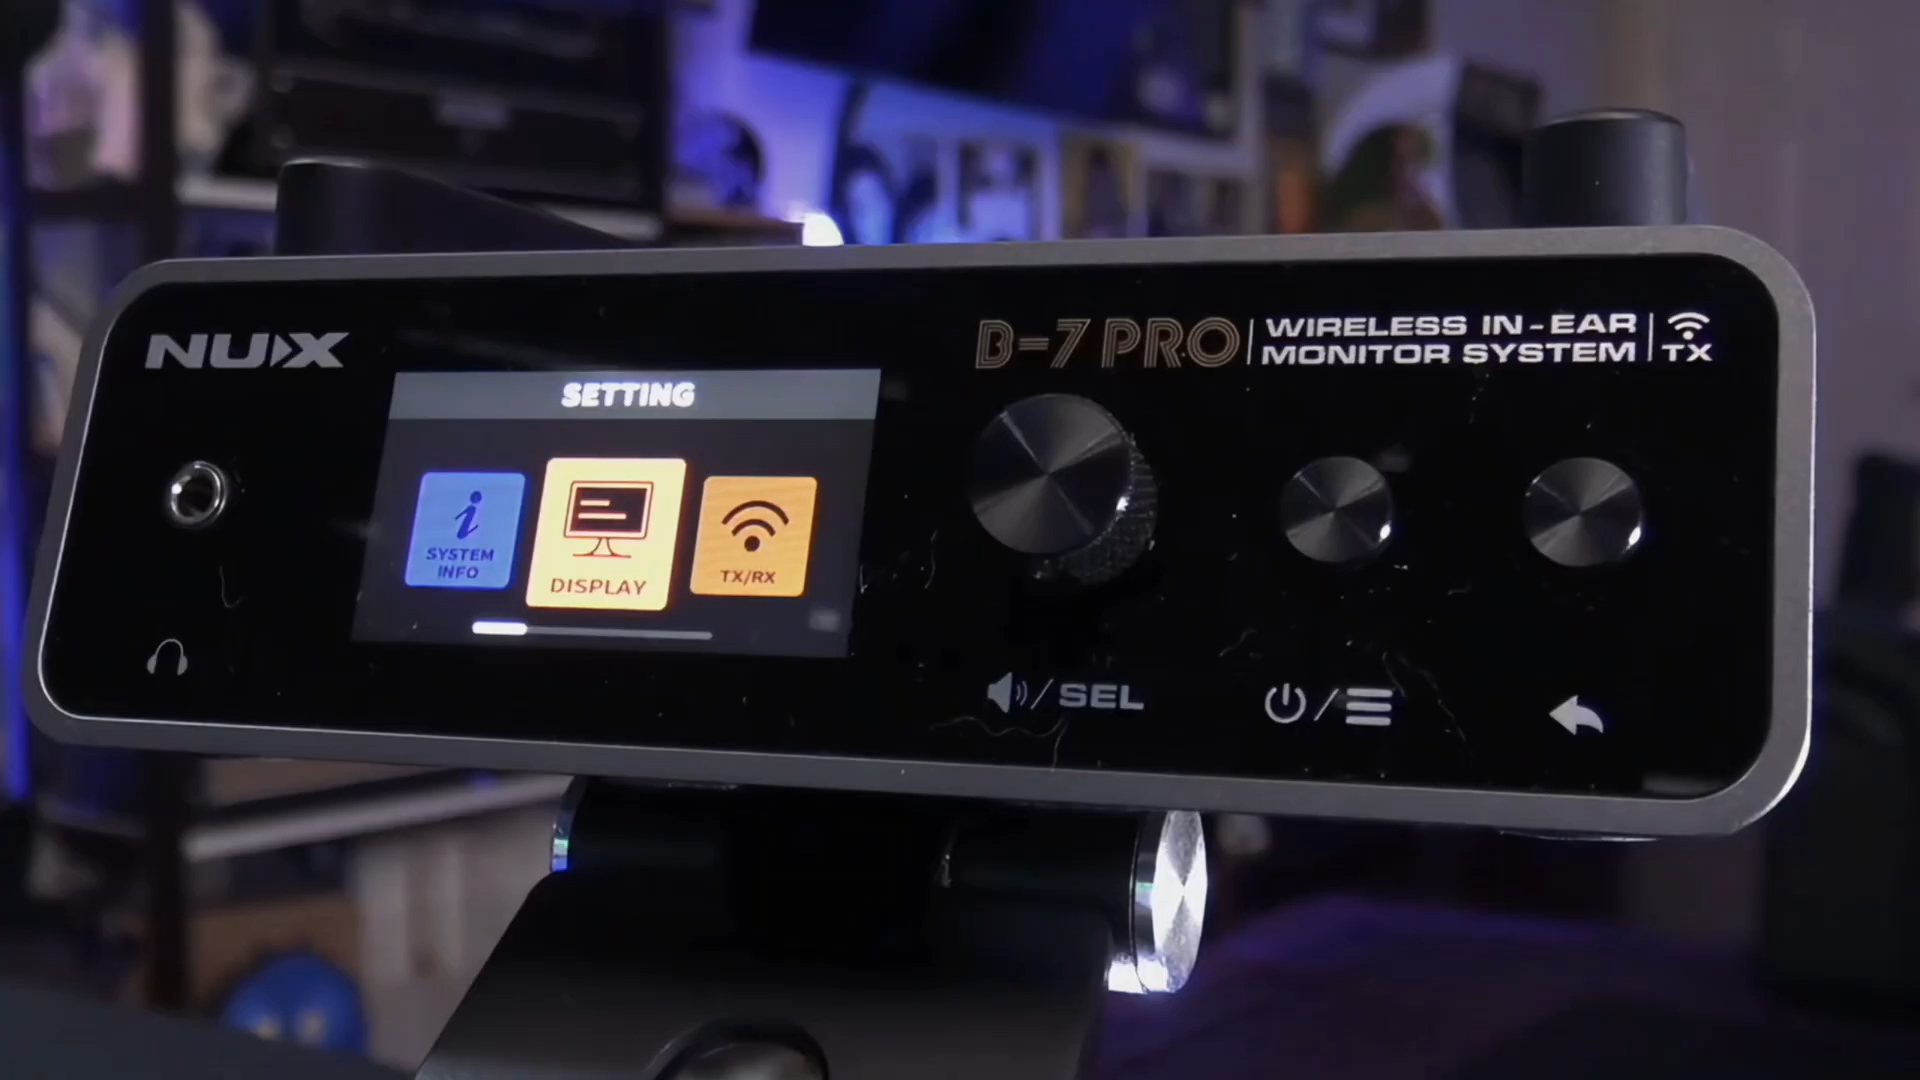 NUX
B-7 PRO
WIRELESS IN-EAR
MONITOR SYSTEM
TX
SETTING
SYSTEM
INFO
DISPLAY
TX/RX
/SEL